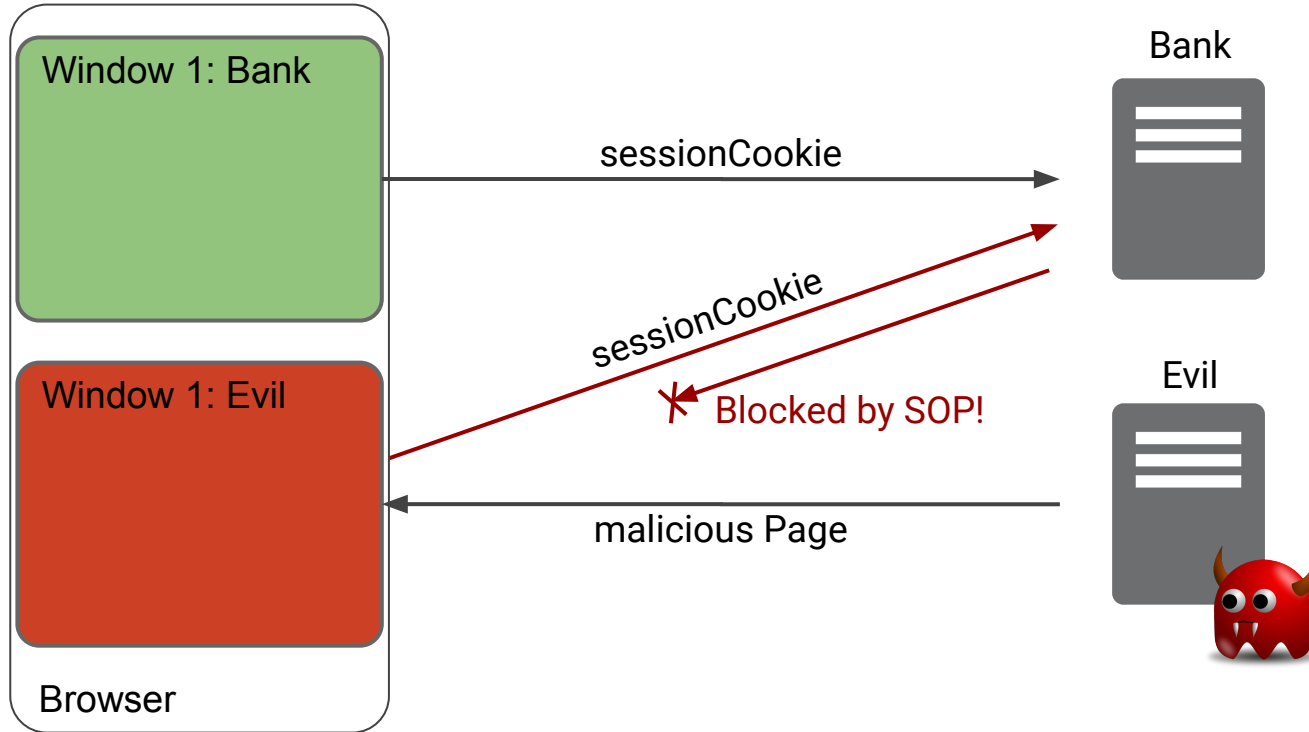 Window 1: Bank
Bank
sessionCookie
sessionCookie
Window 1: Evil
Evil
Blocked by SOP!
malicious Page
Browser